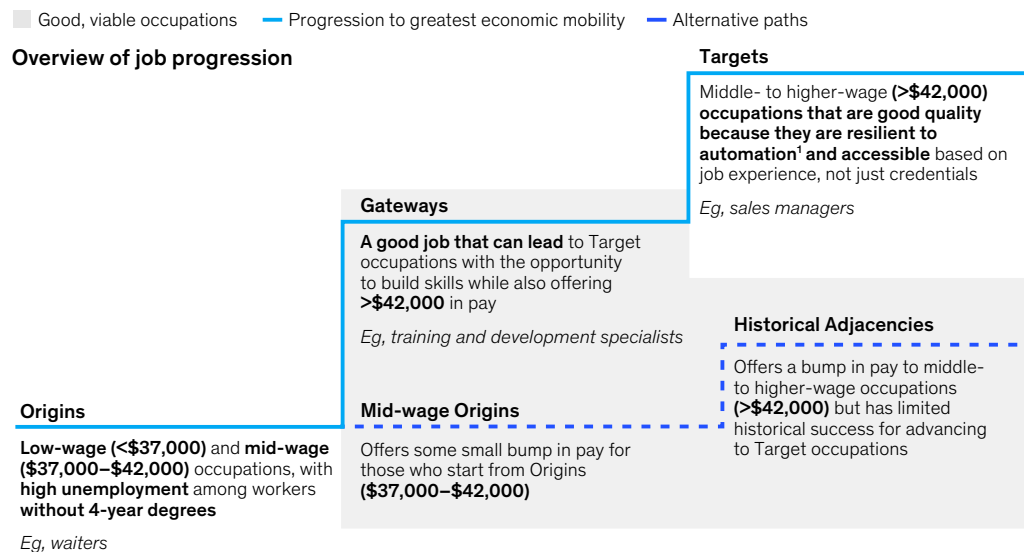 Good, viable occupations
Progression to greatest economic mobility
Alternative paths
Overview of job progression
Targets
Middle- to higher-wage (>$42,000)
occupations that are good quality
because they are resilient to
automation¹ and accessible based on
job experience, not just credentials
Eg, sales managers
Gateways
A good job that can lead to Target
occupations with the opportunity
to build skills while also offering
>$42,000 in pay
Eg, training and development specialists
Historical Adjacencies
Offers a bump in pay to middle-
to higher-wage occupations
(>$42,000) but has limited
historical success for advancing
to Target occupations
Mid-wage Origins
Offers some small bump in pay for
those who start from Origins
($37,000–$42,000)
Origins
Low-wage (<$37,000) and mid-wage
($37,000–$42,000) occupations, with
high unemployment among workers
without 4-year degrees
Eg, waiters